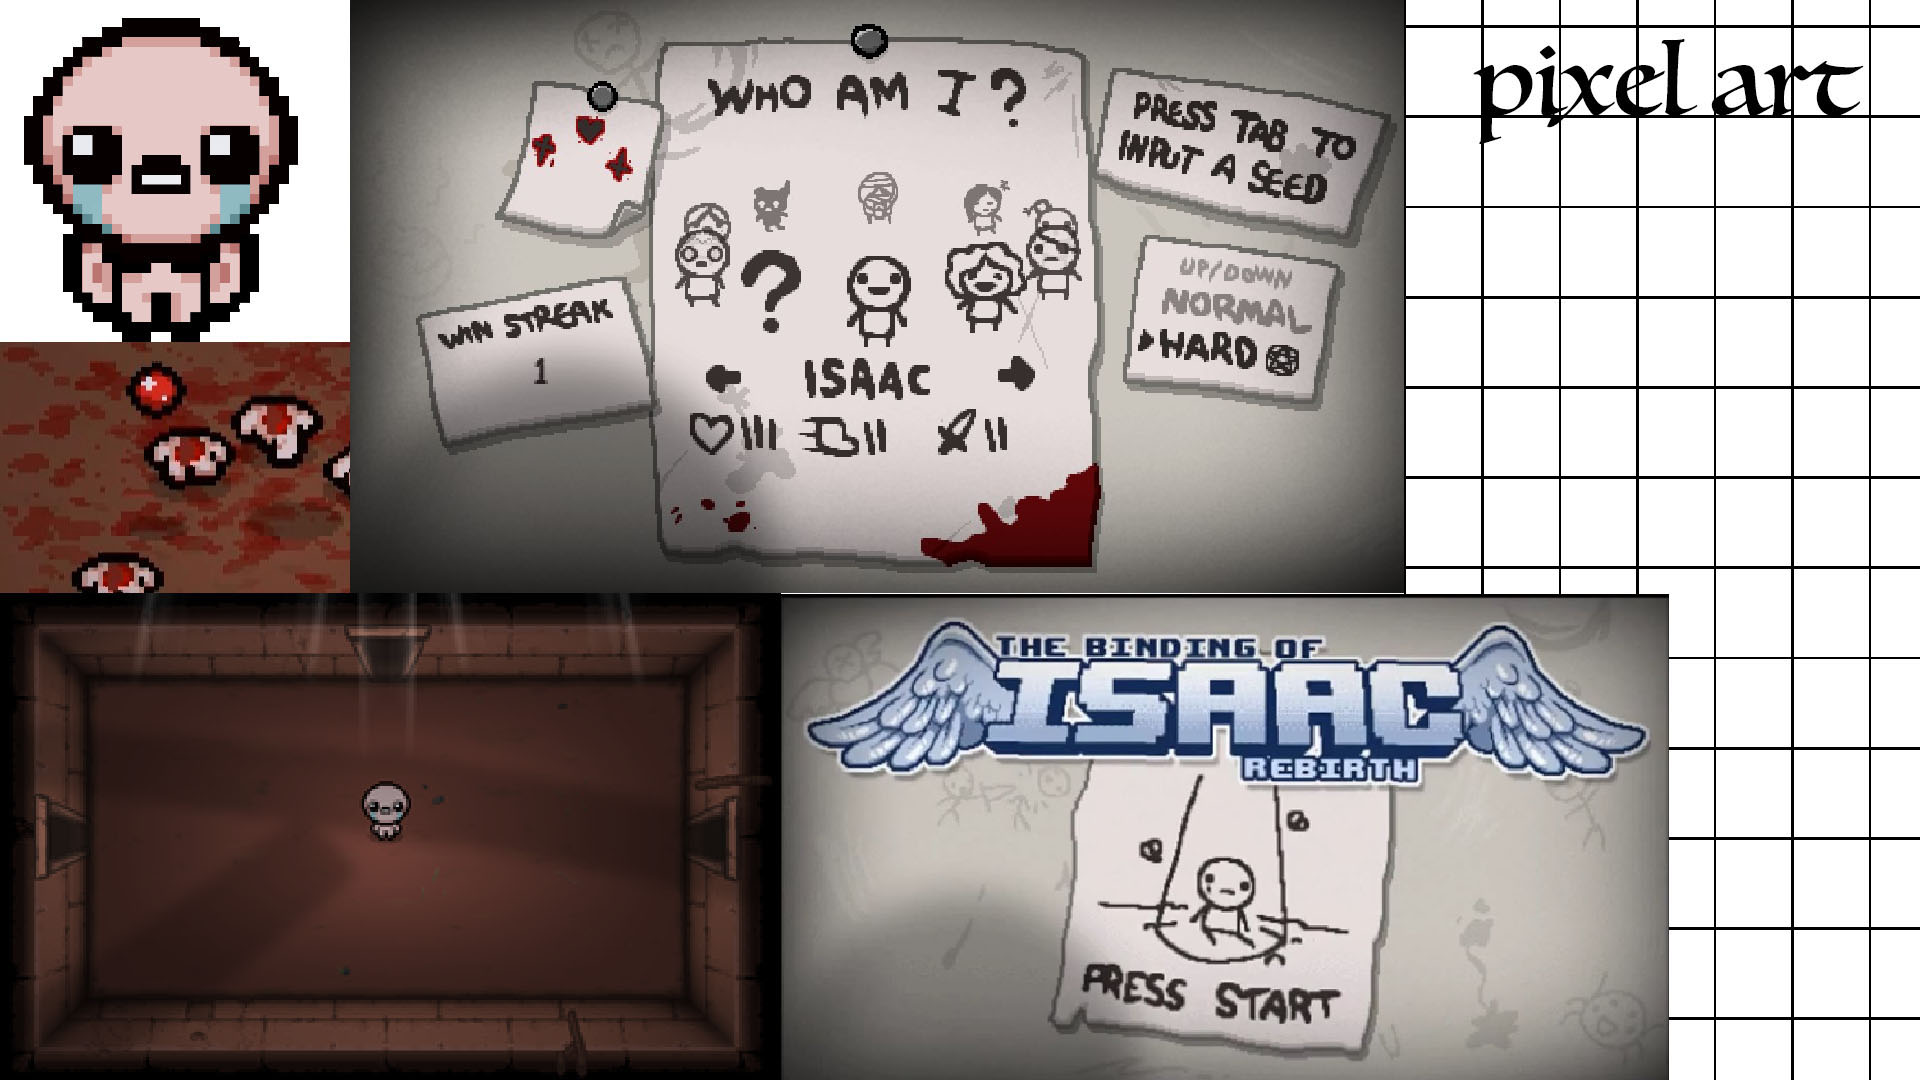 WHO AM I?
PRESS TAB TO
INPUT A SEED
WIN STREAK
1
UP/DOWN
NORMAL
HARD
ISAAC
pixel art
THE BINDING OF
ISAAC
REBIRTH
PRESS START